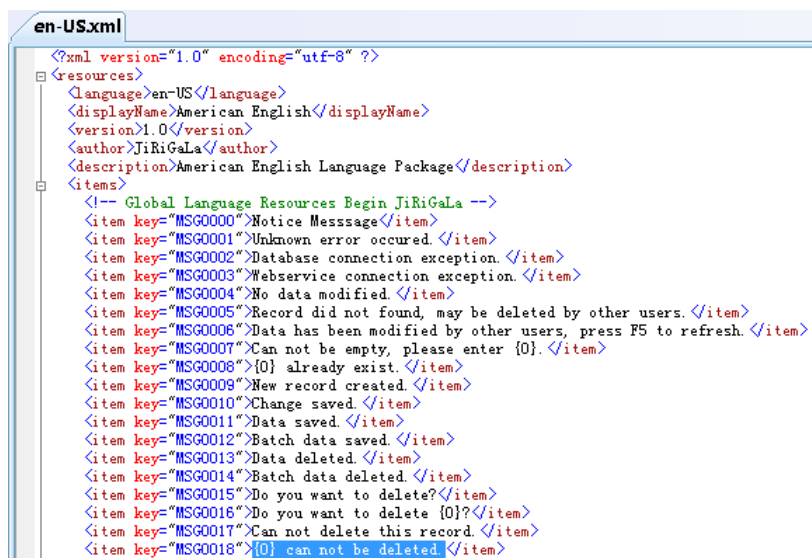 en-US.xml
<?xml version="1.0" encoding="utf-8" ?>
<resources>
<language>en-US</language>
<displayName>American English</displayName>
<version>1.0</version>
<author>JiRiGaLa</author>
<description>American English Language Package</description>
<items>
<!-- Global Language Resources Begin JiRiGaLa -->
<item key="MSG0000">Notice Messsage</item>
<item key="MSG0001">Unknown error occured.</item>
<item key="MSG0002">Database connection exception.</item>
<item key="MSG0003">Webservice connection exception.</item>
<item key="MSG0004">No data modified.</item>
<item key="MSG0005">Record did not found, may be deleted by other users.</item>
<item key="MSG0006">Data has been modified by other users, press F5 to refresh.</item>
<item key="MSG0007">Can not be empty, please enter {0}.</item>
<item key="MSG0008">{0} already exist.</item>
<item key="MSG0009">New record created.</item>
<item key="MSG0010">Change saved.</item>
<item key="MSG0011">Data saved.</item>
<item key="MSG0012">Batch data saved.</item>
<item key="MSG0013">Data deleted.</item>
<item key="MSG0014">Batch data deleted.</item>
<item key="MSG0015">Do you want to delete?</item>
<item key="MSG0016">Do you want to delete {0}?</item>
<item key="MSG0017">Can not delete this record.</item>
<item key="MSG0018">{0} can not be deleted.</item>